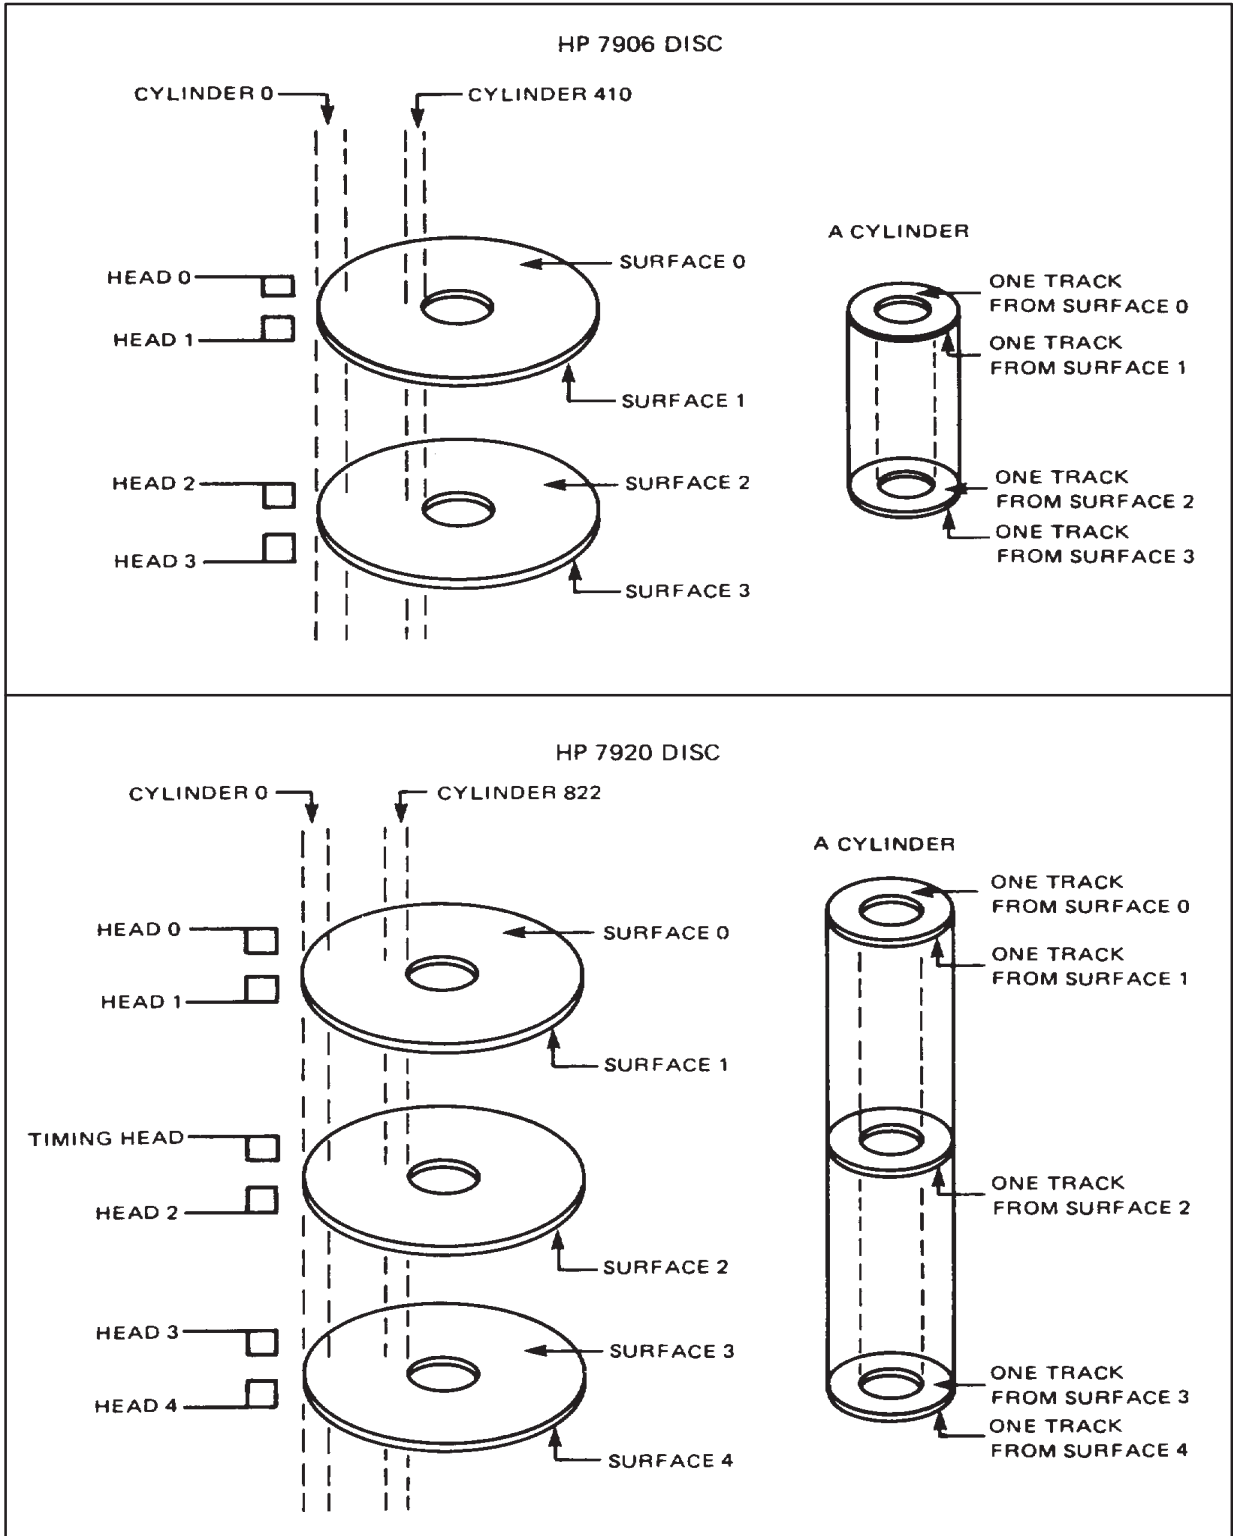 HP 7906 DISC
CYLINDER 0
CYLINDER 410
HEAD 0
HEAD 1
SURFACE 0
SURFACE 1
HEAD 2
HEAD 3
SURFACE 2
SURFACE 3
A CYLINDER
ONE TRACK
FROM SURFACE 0
ONE TRACK
FROM SURFACE 1
ONE TRACK
FROM SURFACE 2
ONE TRACK
FROM SURFACE 3
HP 7920 DISC
CYLINDER 0
CYLINDER 822
HEAD 0
HEAD 1
SURFACE 0
SURFACE 1
TIMING HEAD
HEAD 2
SURFACE 2
HEAD 3
HEAD 4
SURFACE 3
SURFACE 4
A CYLINDER
ONE TRACK
FROM SURFACE 0
ONE TRACK
FROM SURFACE 1
ONE TRACK
FROM SURFACE 2
ONE TRACK
FROM SURFACE 3
ONE TRACK
FROM SURFACE 4